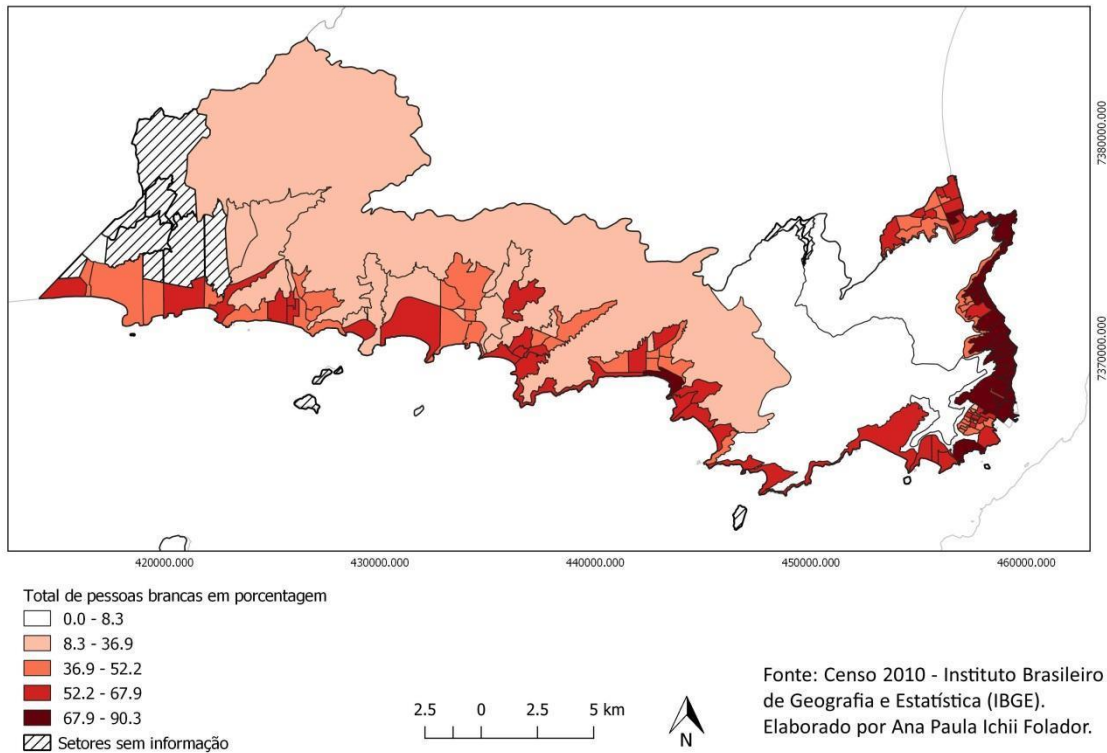 7380000.000
7370000.000
420000.000 430000.000 440000.000 450000.000 460000.000
Total de pessoas brancas em porcentagem
0.0 - 8.3
8.3 - 36.9
36.9 - 52.2
52.2 - 67.9
67.9 - 90.3
Setores sem informação
2.5 0 2.5 5 km
N
Fonte: Censo 2010 - Instituto Brasileiro
de Geografia e Estatística (IBGE).
Elaborado por Ana Paula Ichii Folador.